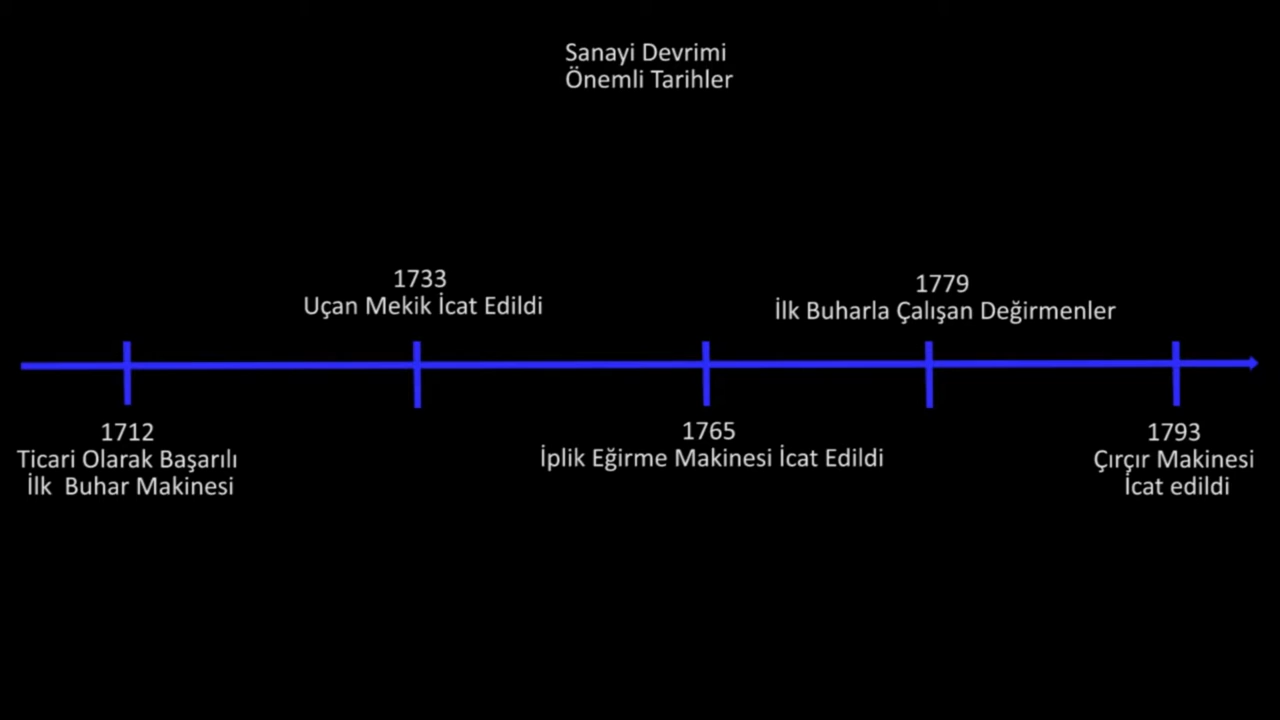 Sanayi Devrimi
Önemli Tarihler
1712
Ticari Olarak Başarılı
İlk  Buhar Makinesi
1733
Uçan Mekik İcat Edildi
1765
İplik Eğirme Makinesi İcat Edildi
1779
İlk Buharla Çalışan Değirmenler
1793
Çırçır Makinesi
İcat edildi